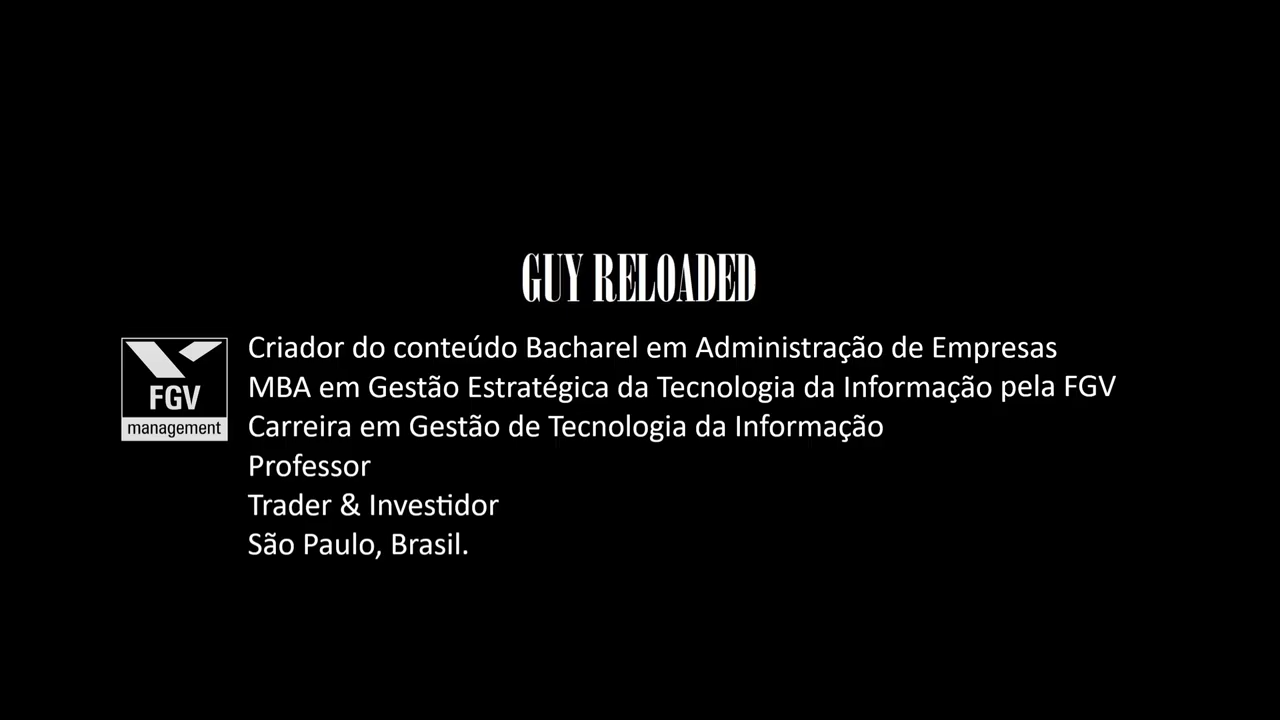 GUY RELOADED
Criador do conteúdo Bacharel em Administração de Empresas
MBA em Gestão Estratégica da Tecnologia da Informação pela FGV
Carreira em Gestão de Tecnologia da Informação
Professor
Trader & Investidor
São Paulo, Brasil.
FGV
management